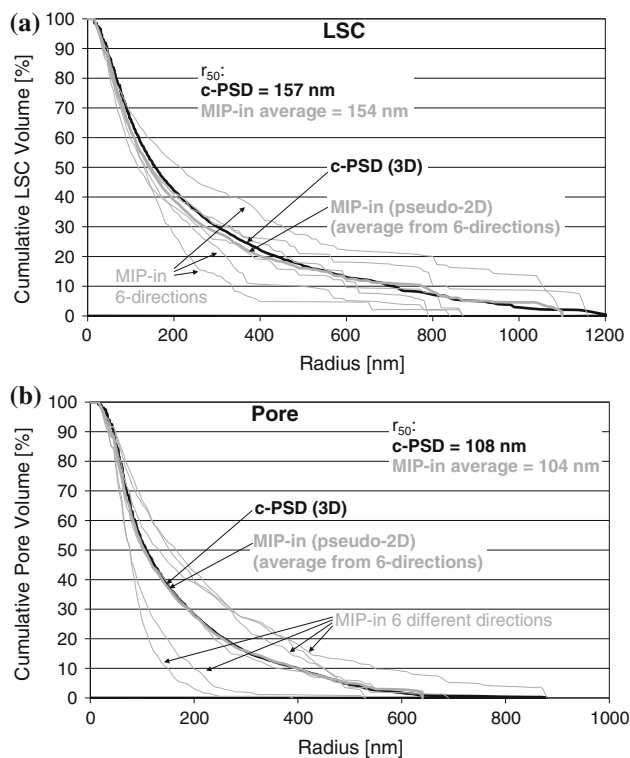 (a)
LSC
Cumulative LSC Volume [%]
100
90
80
70
60
50
40
30
20
10
0
r50:
c-PSD = 157 nm
MIP-in average = 154 nm
c-PSD (3D)
MIP-in (pseudo-2D)
(average from 6-directions)
MIP-in
6-directions
0
200
400
600
800
1000
1200
Radius [nm]
(b)
Pore
Cumulative Pore Volume [%]
100
90
80
70
60
50
40
30
20
10
0
r50:
c-PSD = 108 nm
MIP-in average = 104 nm
c-PSD (3D)
MIP-in (pseudo-2D)
(average from 6-directions)
MIP-in 6 different directions
0
200
400
600
800
1000
Radius [nm]